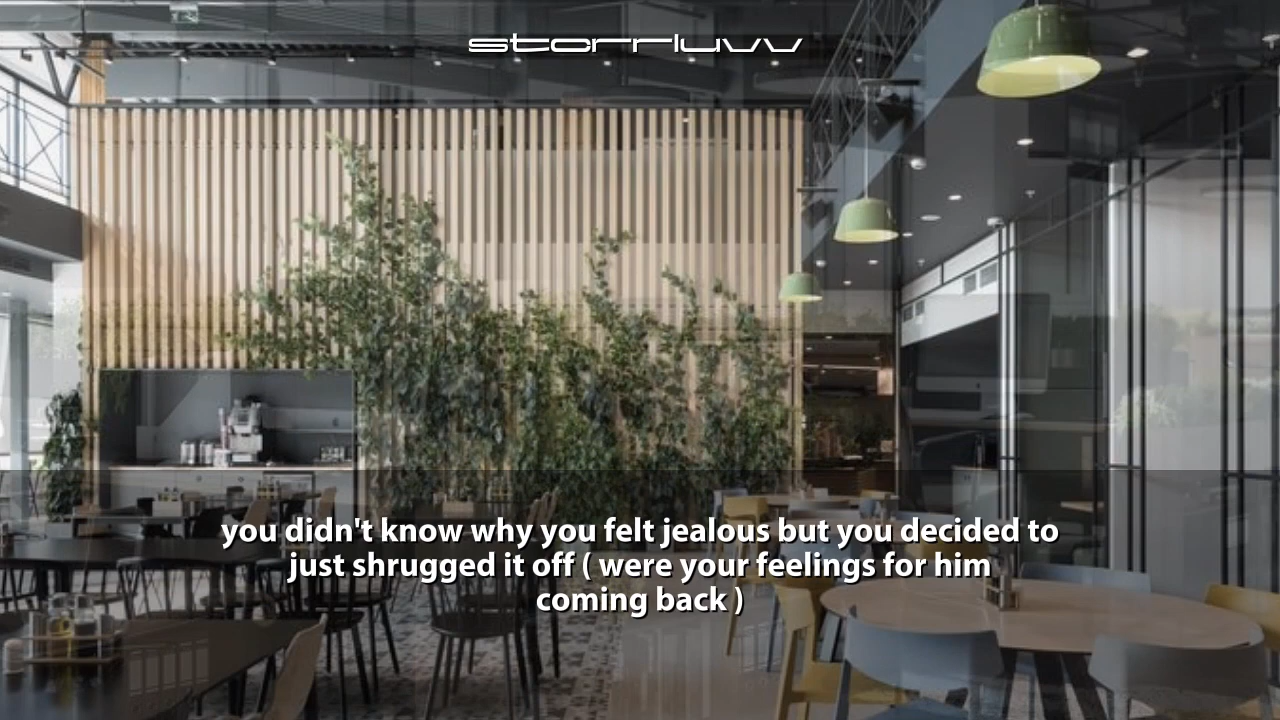 storrluvv
you didn't know why you felt jealous but you decided to
just shrugged it off ( were your feelings for him
coming back )